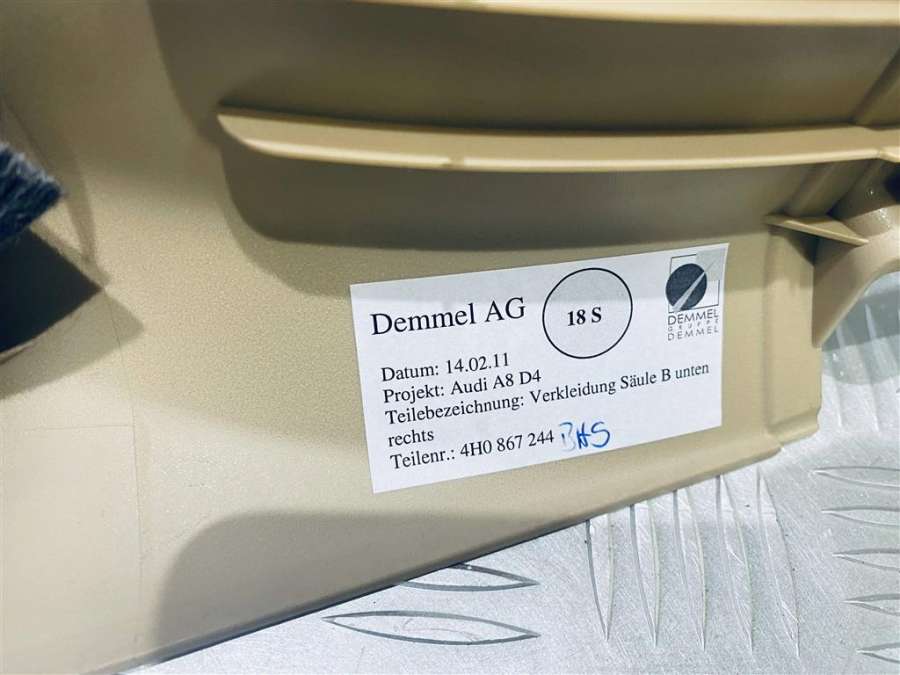 Demmel AG
18 S
DEMMEL
GRUPPE
DEMMEL
Datum: 14.02.11
Projekt: Audi A8 D4
Teilebezeichnung: Verkleidung Säule B unten
rechts
Teilenr.: 4H0 867 244